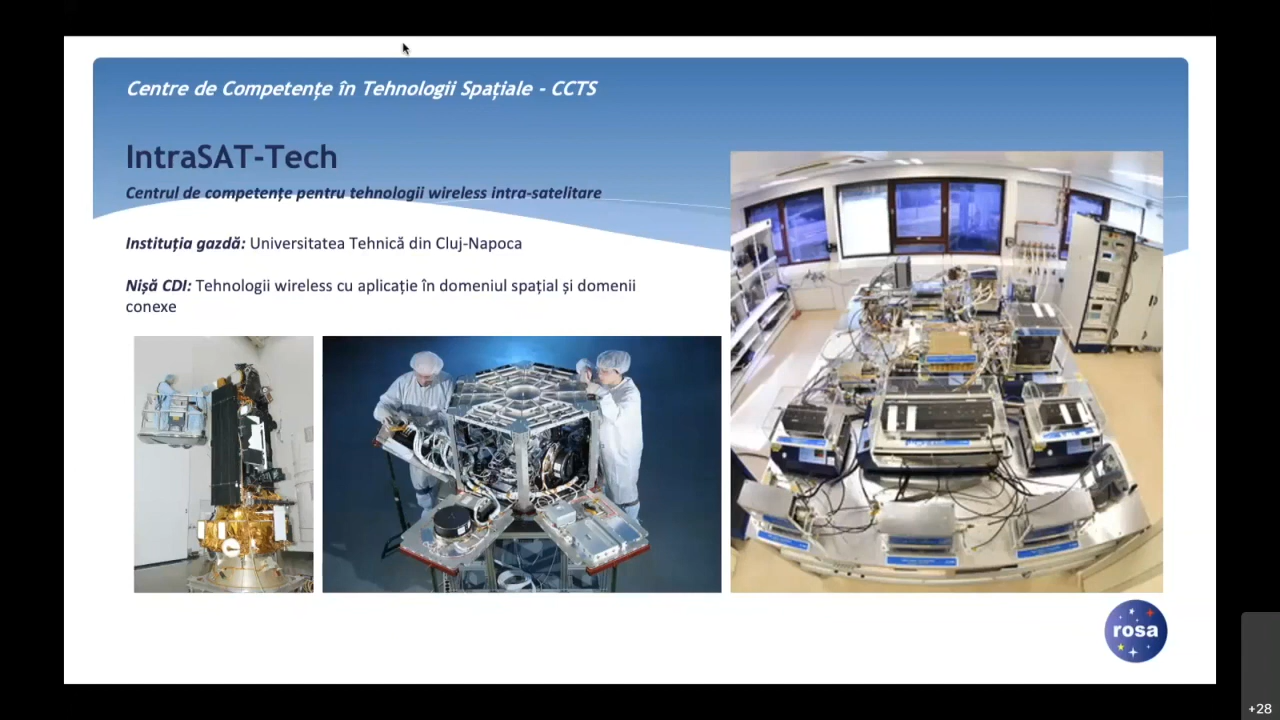 Centre de Competențe în Tehnologii Spațiale - CCTS
IntraSAT-Tech
Centrul de competențe pentru tehnologii wireless intra-satelitare
Instituția gazdă: Universitatea Tehnică din Cluj-Napoca
Nișă CDI: Tehnologii wireless cu aplicație în domeniul spațial și domenii
conexe
rosa
+28